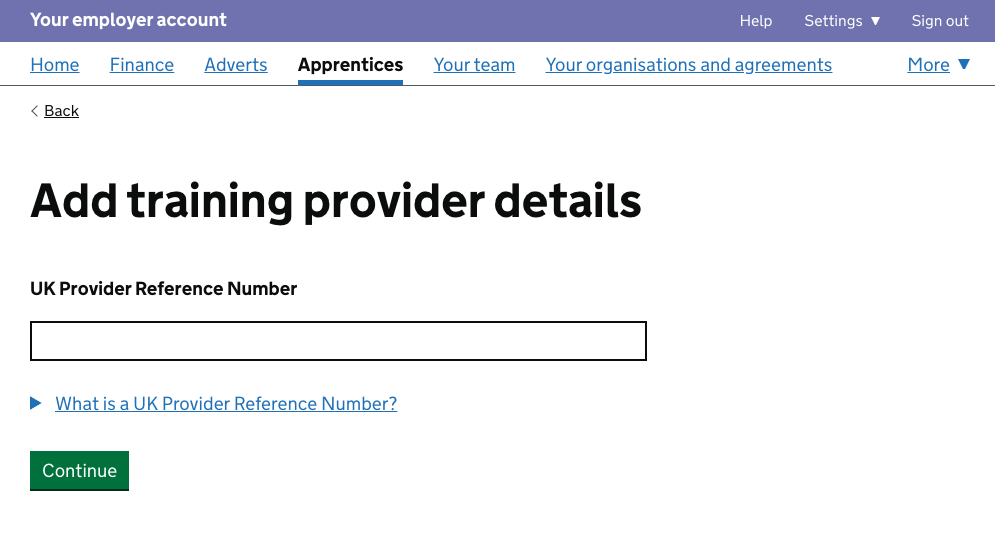 Your employer account Help Settings ▼ Sign out
Home Finance Adverts Apprentices Your team Your organisations and agreements More ▼
Back
Add training provider details
UK Provider Reference Number
What is a UK Provider Reference Number?
Continue